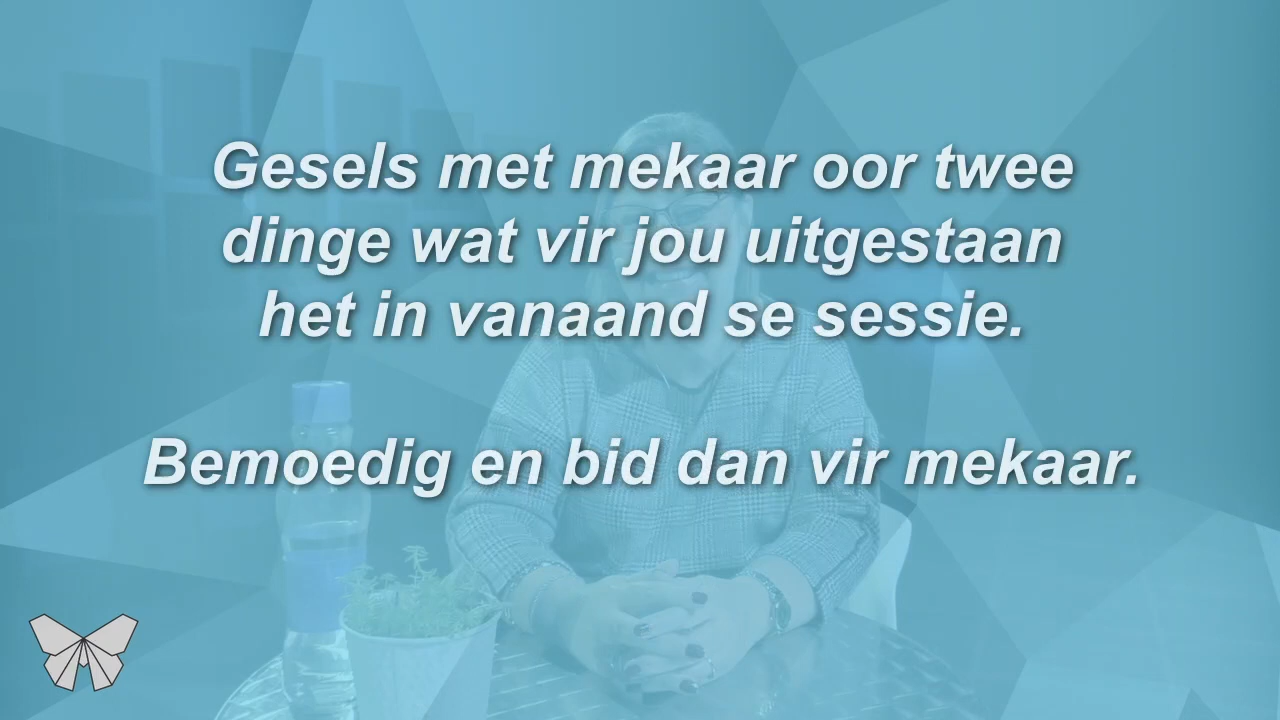 Gesels met mekaar oor twee
dinge wat vir jou uitgestaan
het in vanaand se sessie.
Bemoedig en bid dan vir mekaar.